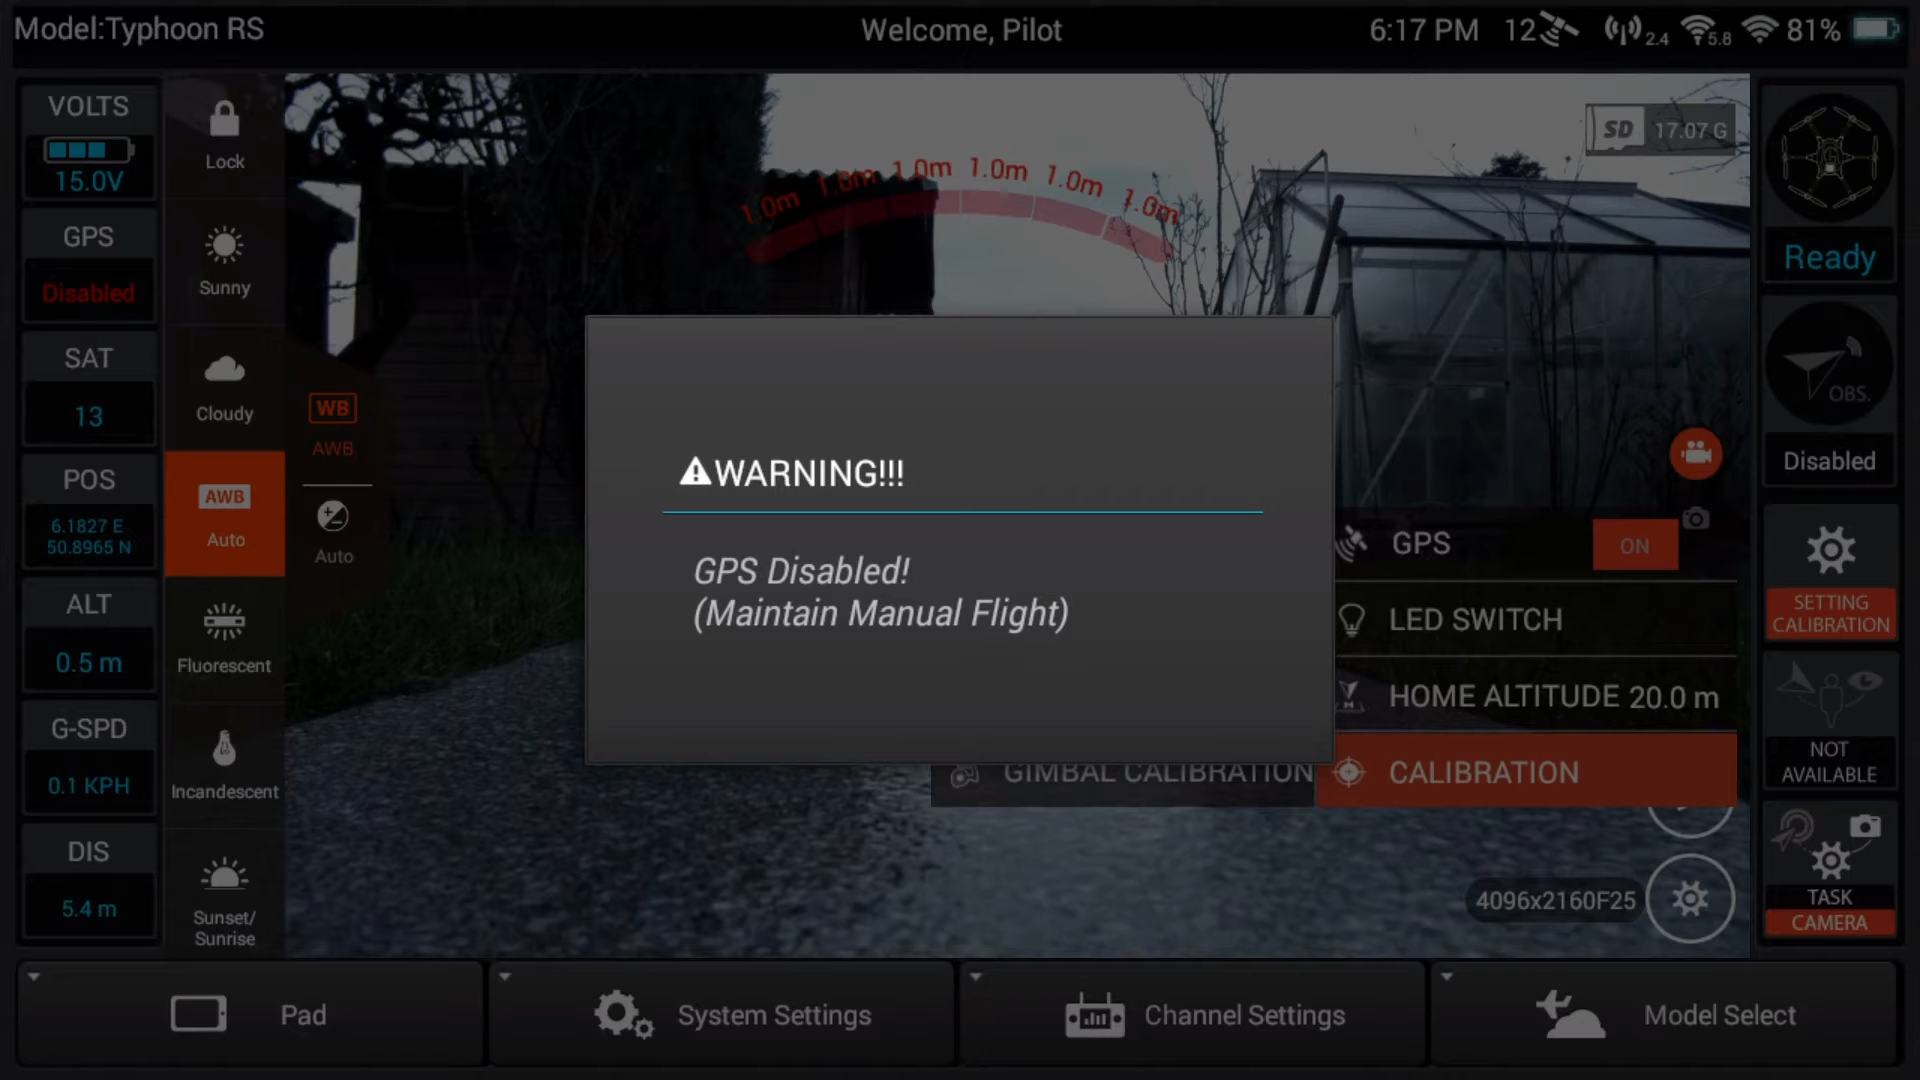 Model:Typhoon RS
Welcome, Pilot
6:17 PM 12 2.4 5.8 81%
VOLTS
15.0V
GPS
Disabled
SAT
13
POS
6.1827 E
50.8965 N
ALT
0.5 m
G-SPD
0.1 KPH
DIS
5.4 m
Lock
Sunny
Cloudy
AWB
Auto
Fluorescent
Incandescent
Sunset/
Sunrise
WB
AWB
Auto
1.0m 1.0m 1.0m 1.0m 1.0m 1.0m
SD 17.07 G
WARNING!!!
GPS Disabled!
(Maintain Manual Flight)
GPS ON
LED SWITCH
HOME ALTITUDE 20.0 m
GIMBAL CALIBRATION
CALIBRATION
4096x2160F25
Ready
OBS.
Disabled
SETTING
CALIBRATION
NOT
AVAILABLE
TASK
CAMERA
Pad
System Settings
Channel Settings
Model Select